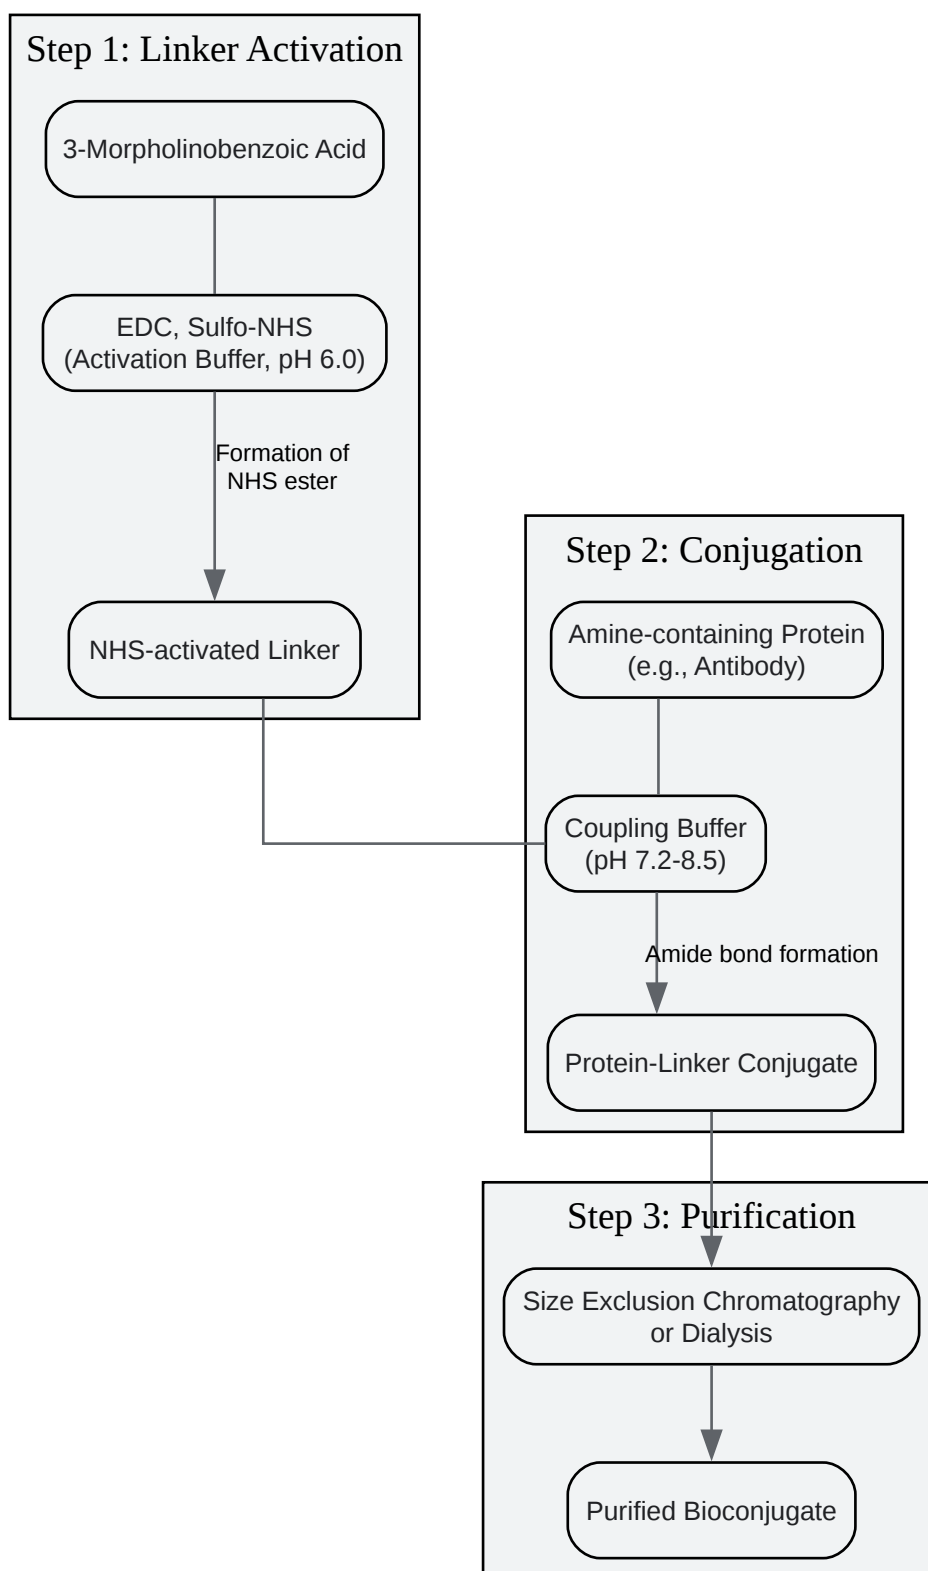 Step 1: Linker Activation
3-Morpholinobenzoic Acid
EDC, Sulfo-NHS
(Activation Buffer, pH 6.0)
Formation of
NHS ester
NHS-activated Linker
Step 2: Conjugation
Amine-containing Protein
(e.g., Antibody)
Coupling Buffer
(pH 7.2-8.5)
Amide bond formation
Protein-Linker Conjugate
Step 3: Purification
Size Exclusion Chromatography
or Dialysis
Purified Bioconjugate